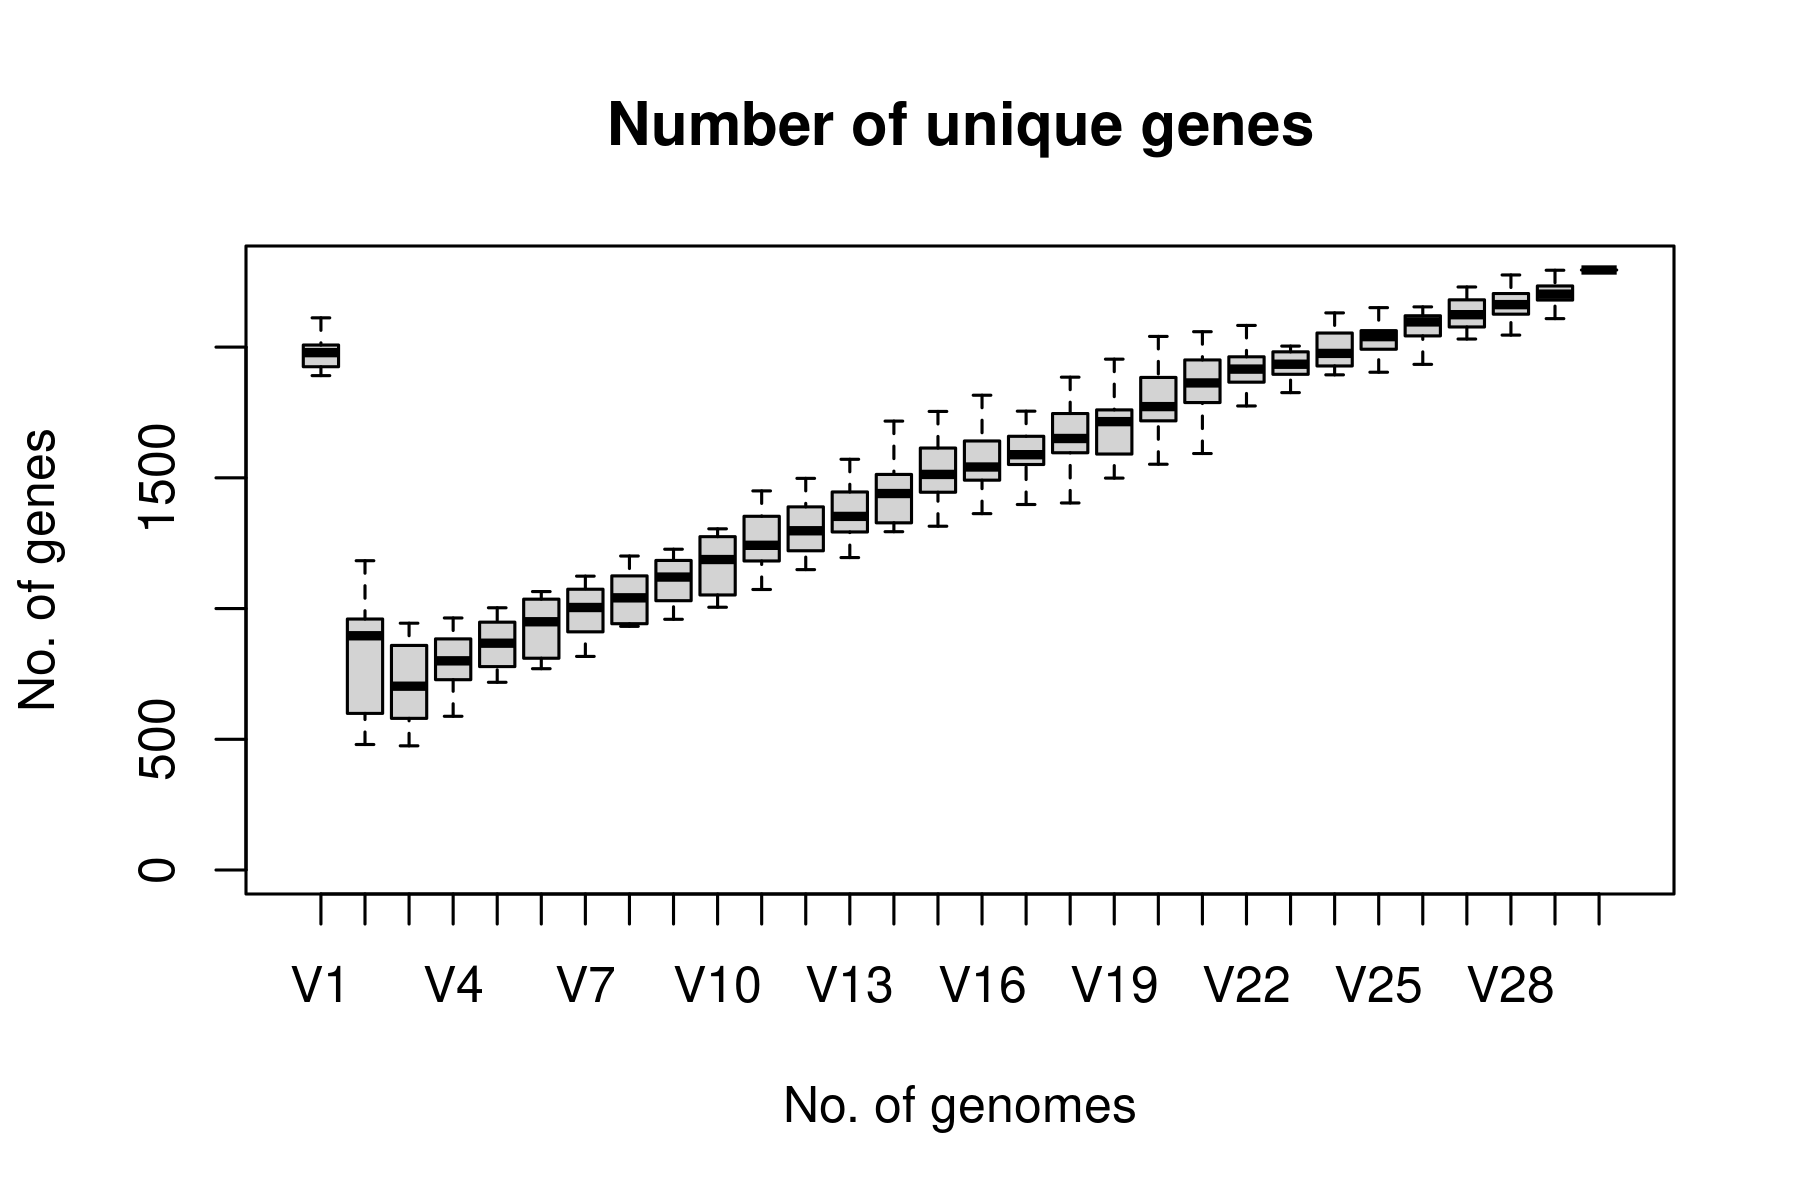 Number of unique genes
No. of genes
1500
500
0
V1 V4 V7 V10 V13 V16 V19 V22 V25 V28
No. of genomes